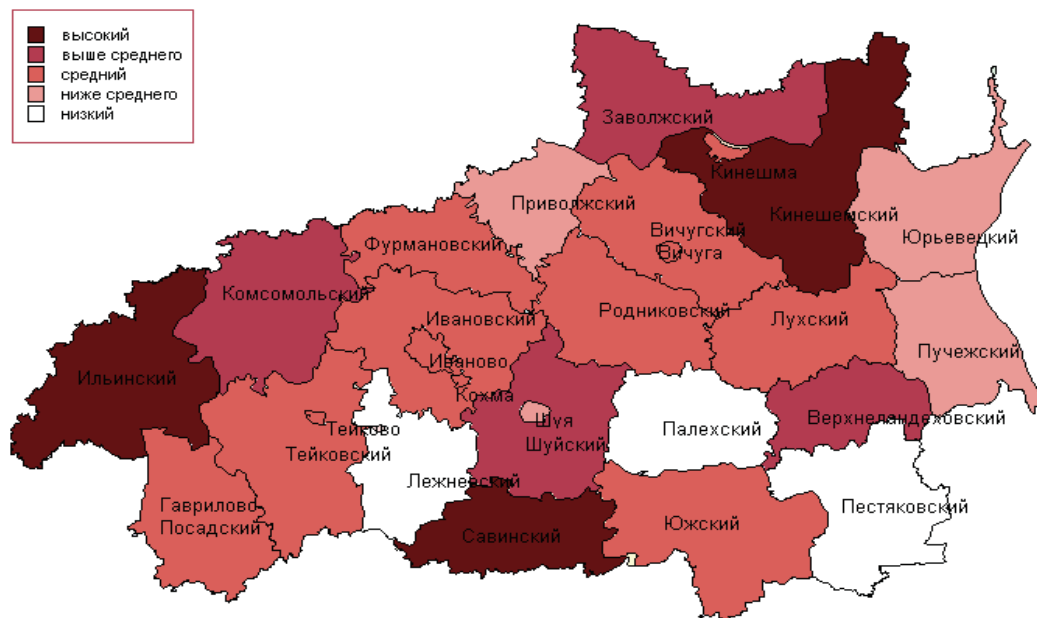 высокий
выше среднего
средний
ниже среднего
низкий
Заволжский
Кинешма
Приволжский
Кинешемский
Вичугский
Юрьевецкий
Фурмановский
Вичуга
Комсомольский
Родниковский
Ивановский
Лухский
Пучежский
Иваново
Ильинский
Кохма
Верхнеландеховский
Шуя
Тейково
Палехский
Шуйский
Тейковский
Лежневский
Гаврилово
Посадский
Пестяковский
Южский
Савинский